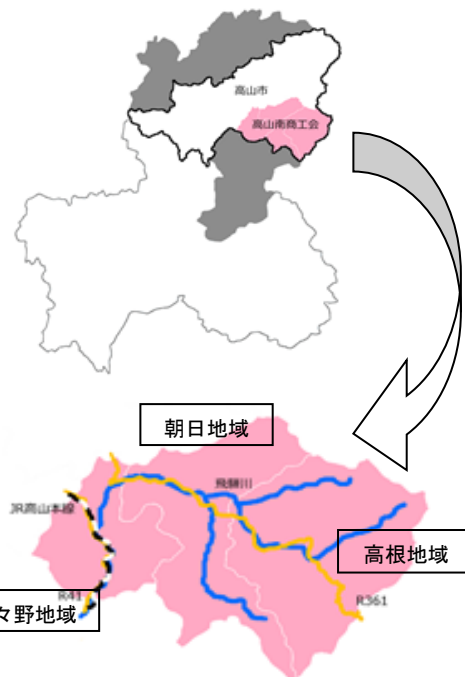 高山市
高山南商工会
朝日地域
飛騨川
JR高山本線
高根地域
R41
R361
々野地域